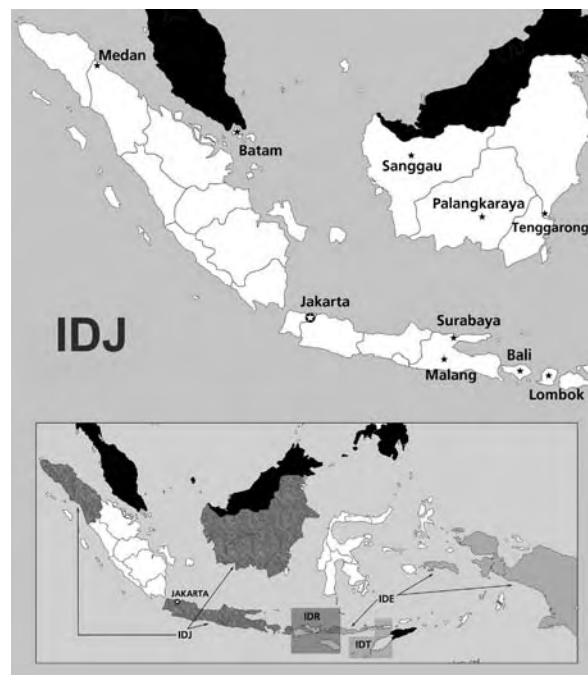 Medan
Batam
Sanggau
Palangkaraya
Tenggarong
Jakarta
IDJ
Surabaya
Bali
Malang
Lombok
JAKARTA
IDJ
IDR
IDE
IDT